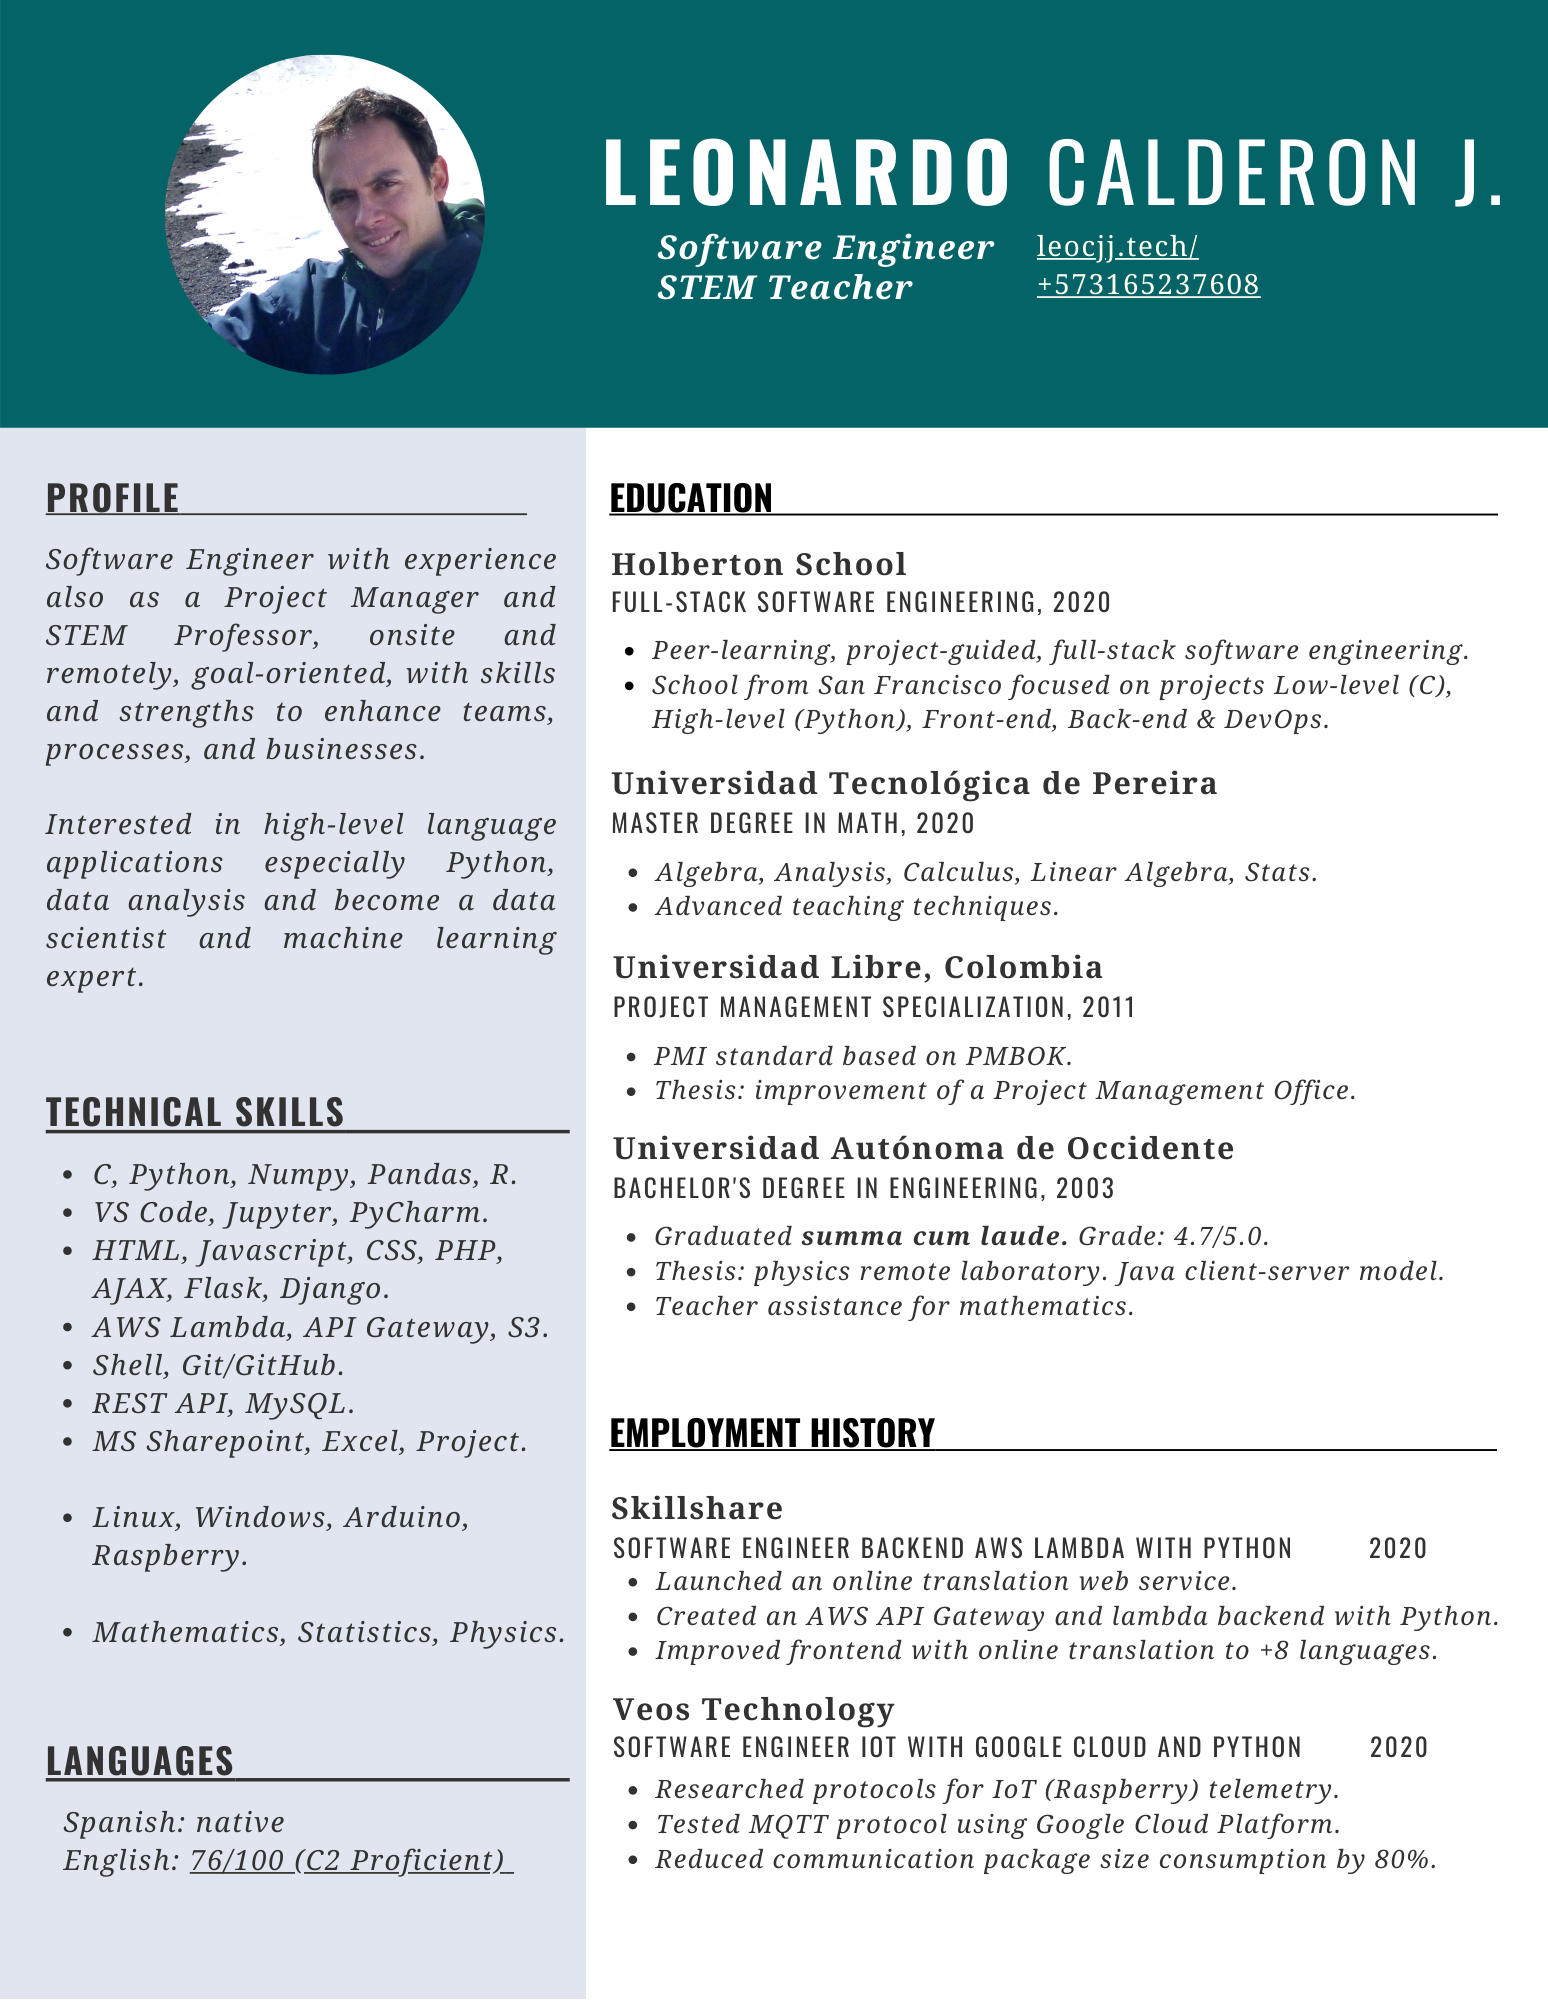 LEONARDO CALDERON J.
Software Engineer
STEM Teacher
leocjj.tech/
+573165237608
PROFILE
Software Engineer with experience
also as a Project Manager and
STEM Professor, onsite and
remotely, goal-oriented, with skills
and strengths to enhance teams,
processes, and businesses.
Interested in high-level language
applications especially Python,
data analysis and become a data
scientist and machine learning
expert.
TECHNICAL SKILLS
• C, Python, Numpy, Pandas, R.
• VS Code, Jupyter, PyCharm.
• HTML, Javascript, CSS, PHP,
AJAX, Flask, Django.
• AWS Lambda, API Gateway, S3.
• Shell, Git/GitHub.
• REST API, MySQL.
• MS Sharepoint, Excel, Project.
• Linux, Windows, Arduino,
Raspberry.
• Mathematics, Statistics, Physics.
LANGUAGES
Spanish: native
English: 76/100 (C2 Proficient)
EDUCATION
Holberton School
FULL-STACK SOFTWARE ENGINEERING, 2020
• Peer-learning, project-guided, full-stack software engineering.
• School from San Francisco focused on projects Low-level (C),
High-level (Python), Front-end, Back-end & DevOps.
Universidad Tecnológica de Pereira
MASTER DEGREE IN MATH, 2020
• Algebra, Analysis, Calculus, Linear Algebra, Stats.
• Advanced teaching techniques.
Universidad Libre, Colombia
PROJECT MANAGEMENT SPECIALIZATION, 2011
• PMI standard based on PMBOK.
• Thesis: improvement of a Project Management Office.
Universidad Autónoma de Occidente
BACHELOR'S DEGREE IN ENGINEERING, 2003
• Graduated summa cum laude. Grade: 4.7/5.0.
• Thesis: physics remote laboratory. Java client-server model.
• Teacher assistance for mathematics.
EMPLOYMENT HISTORY
Skillshare
SOFTWARE ENGINEER BACKEND AWS LAMBDA WITH PYTHON 2020
• Launched an online translation web service.
• Created an AWS API Gateway and lambda backend with Python.
• Improved frontend with online translation to +8 languages.
Veos Technology
SOFTWARE ENGINEER IOT WITH GOOGLE CLOUD AND PYTHON 2020
• Researched protocols for IoT (Raspberry) telemetry.
• Tested MQTT protocol using Google Cloud Platform.
• Reduced communication package size consumption by 80%.